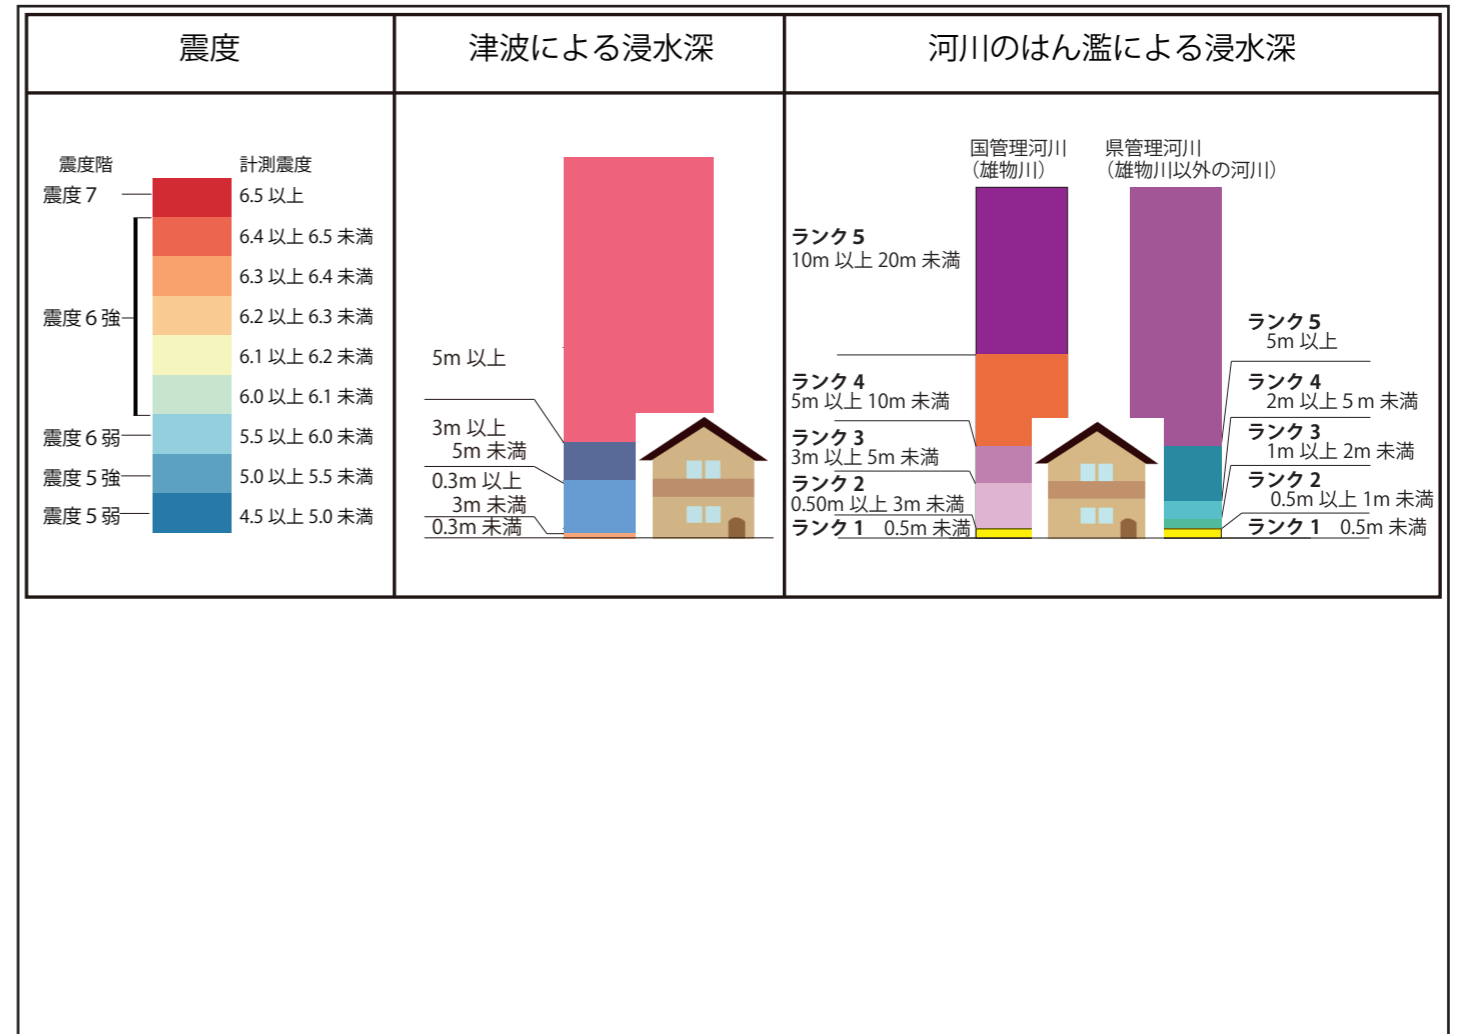 震度
津波による浸水深
河川のはん濫による浸水深
震度階
計測震度
震度７
6.5 以上
6.4 以上 6.5 未満
6.3 以上 6.4 未満
震度６強
6.2 以上 6.3 未満
6.1 以上 6.2 未満
6.0 以上 6.1 未満
震度６弱
5.5 以上 6.0 未満
震度５強
5.0 以上 5.5 未満
震度５弱
4.5 以上 5.0 未満
5m 以上
3m 以上
5m 未満
0.3m 以上
3m 未満
0.3m 未満
国管理河川
（雄物川）
ランク５
10m 以上 20m 未満
ランク４
5m 以上 10m 未満
ランク３
3m 以上 5m 未満
ランク２
0.50m 以上 3m 未満
ランク１ 0.5m 未満
県管理河川
（雄物川以外の河川）
ランク５
5m 以上
ランク４
2m 以上 5 m 未満
ランク３
1m 以上 2m 未満
ランク２
0.5m 以上 1m 未満
ランク１ 0.5m 未満